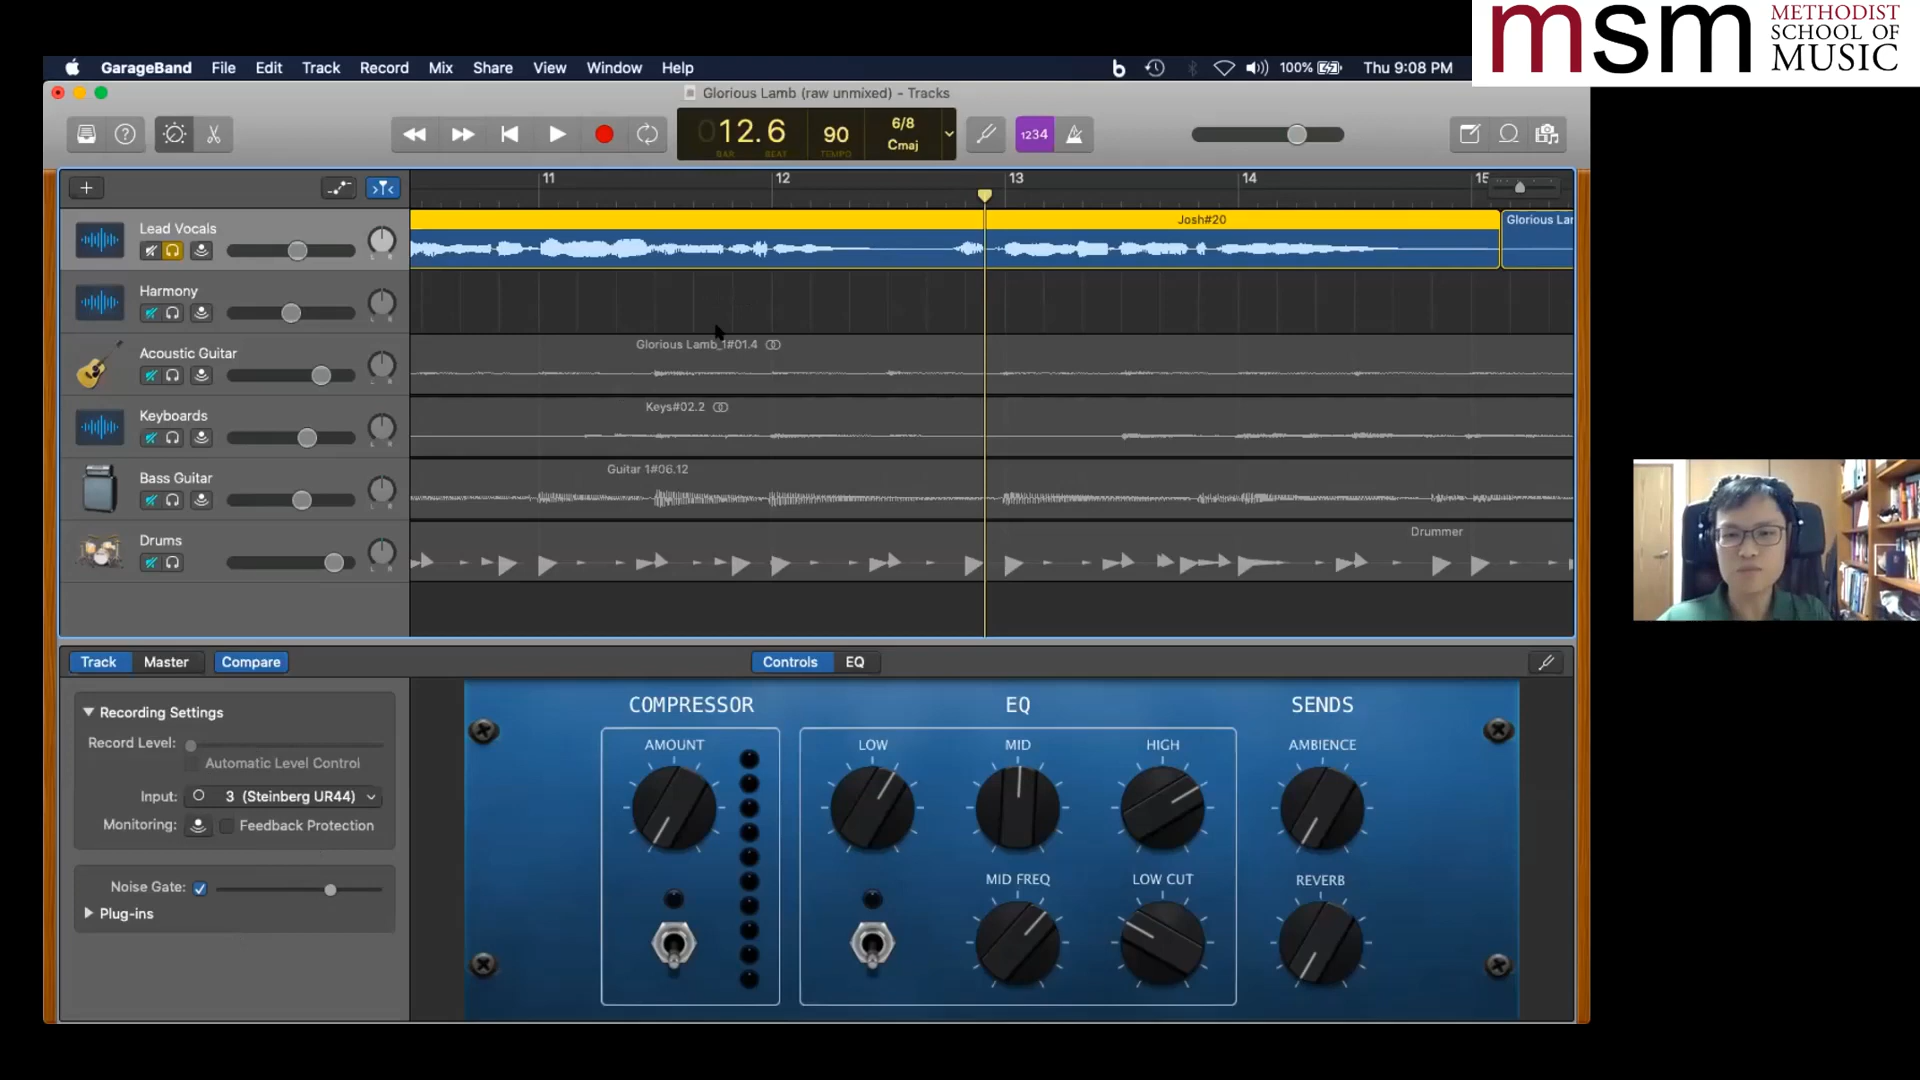 msm METHODIST
SCHOOL OF
MUSIC
GarageBand File Edit Track Record Mix Share View Window Help
100% Thu 9:08 PM
Glorious Lamb (raw unmixed) - Tracks
012.6
BAR BEAT
90
TEMPO
6/8
Cmaj
1234
11 12 13 14 15
Lead Vocals
L R
Josh#20
Glorious Lar
Harmony
L R
Acoustic Guitar
L R
Glorious Lamb_1#01.4
Keyboards
L R
Keys#02.2
Bass Guitar
L R
Guitar 1#06.12
Drums
L R
Drummer
Track Master Compare
Controls EQ
Recording Settings
Record Level:
Automatic Level Control
Input: 3 (Steinberg UR44)
Monitoring: Feedback Protection
Noise Gate:
Plug-ins
COMPRESSOR
AMOUNT
EQ
LOW MID HIGH
MID FREQ LOW CUT
SENDS
AMBIENCE
REVERB